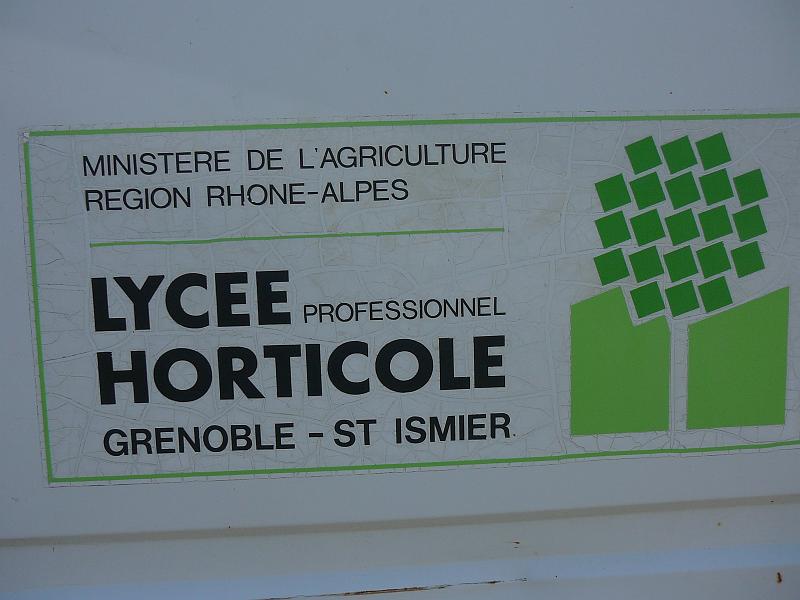 MINISTERE DE L'AGRICULTURE
REGION RHONE-ALPES
LYCEE PROFESSIONNEL
HORTICOLE
GRENOBLE - ST ISMIER